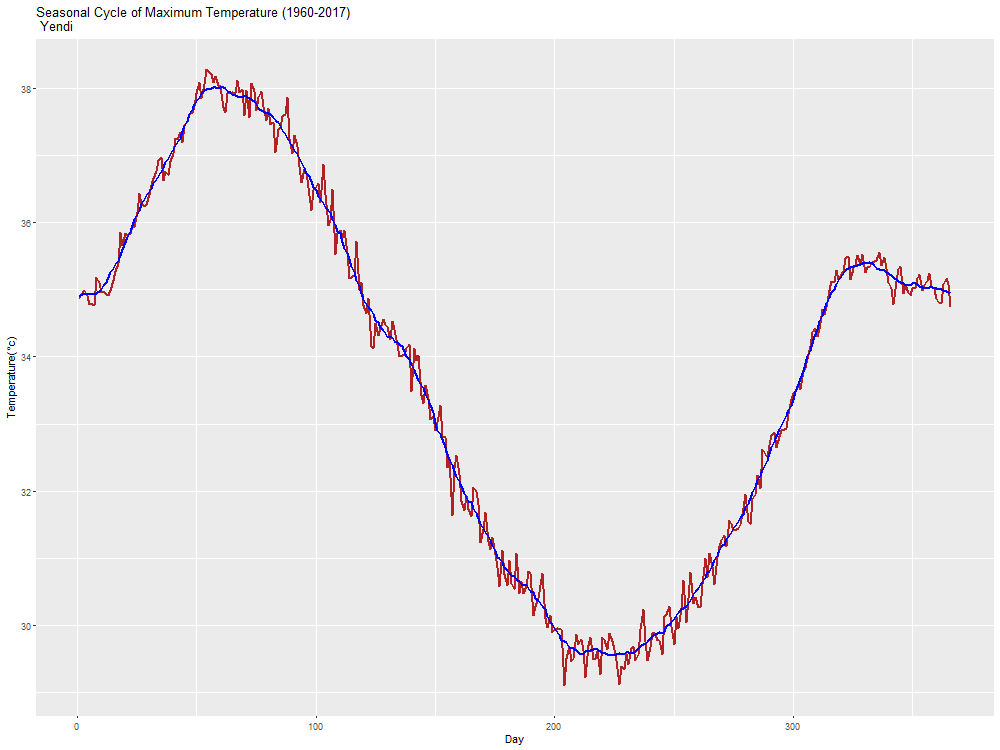 Seasonal Cycle of Maximum Temperature (1960-2017)
Yendi
Temperature(°c)
38
36
34
32
30
0 100 200 300
Day